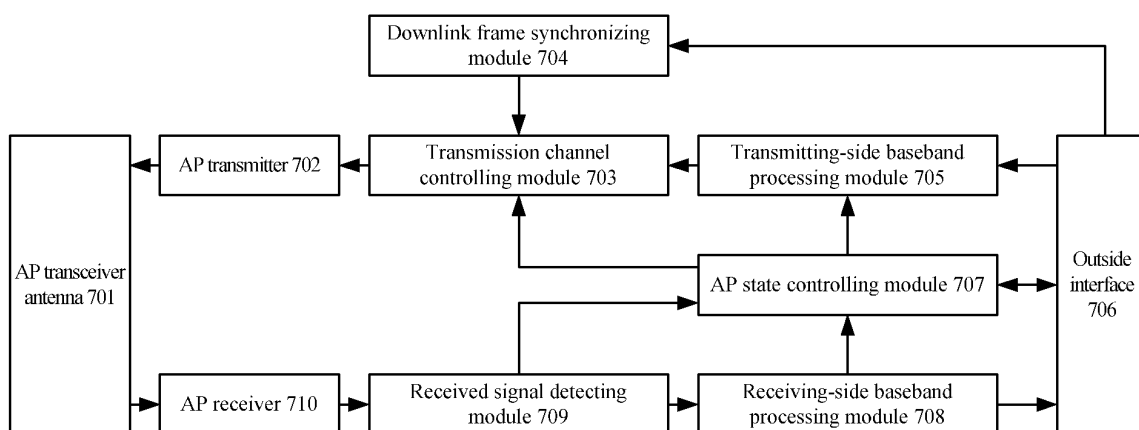 Downlink frame synchronizing
module 704
AP transmitter 702
Transmission channel
controlling module 703
Transmitting-side baseband
processing module 705
AP transceiver
antenna 701
AP state controlling module 707
Outside
interface
706
AP receiver 710
Received signal detecting
module 709
Receiving-side baseband
processing module 708